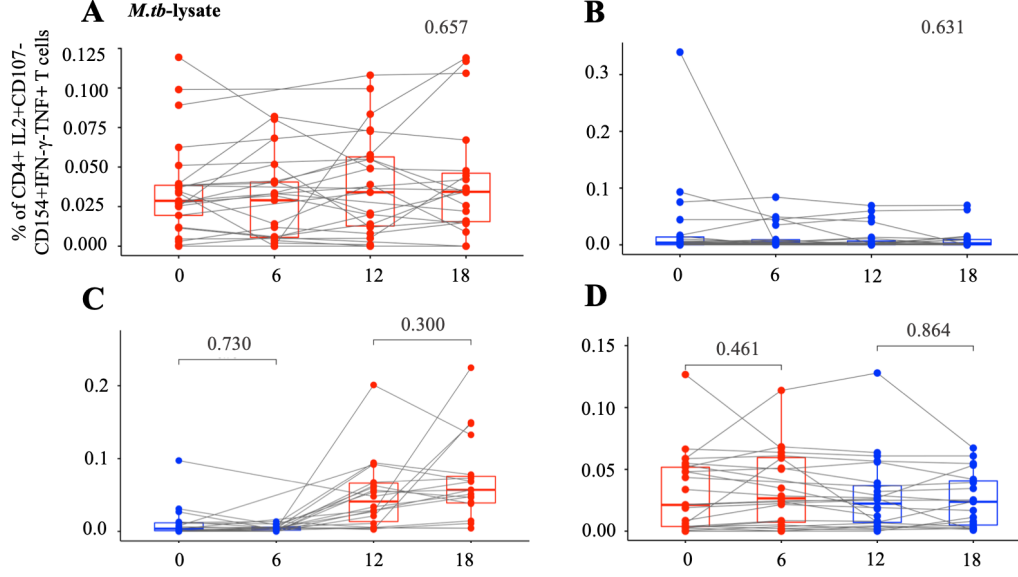 A
M.tb-lysate
0.657
% of CD4+ IL2+CD107-
CD154+IFN-γ-TNF+ T cells
0.125
0.100
0.075
0.050
0.025
0.000
0 6 12 18
B
0.631
0.3
0.2
0.1
0.0
0 6 12 18
C
0.730
0.300
0.2
0.1
0.0
0 6 12 18
D
0.461
0.864
0.15
0.10
0.05
0.00
0 6 12 18